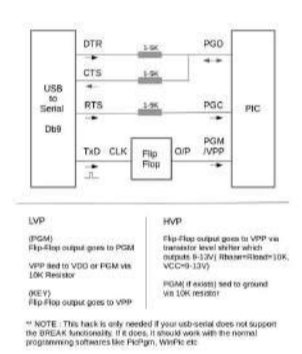 DTR 1-5K PGD
CTS 1-5K
USB
to
Serial
Db9
RTS 1-5K PGC
PIC
TxD CLK Flip
Flop O/P PGM
/VPP
LVP
(PGM)
Flip-Flop output goes to PGM
VPP tied to VDD or PGM via
10K Resistor
(KEY)
Flip-Flop output goes to VPP
HVP
Flip-Flop output goes to VPP via
transistor level shifter which
outputs 9-13V( Rbase=Rload=10K,
VCC=9-13V)
PGM( if exists) tied to ground
via 10K resistor
** NOTE : This hack is only needed if your usb-serial does not support
the BREAK functionality. If it does, it should work with the normal
programming softwares like PicPgm, WinPic etc